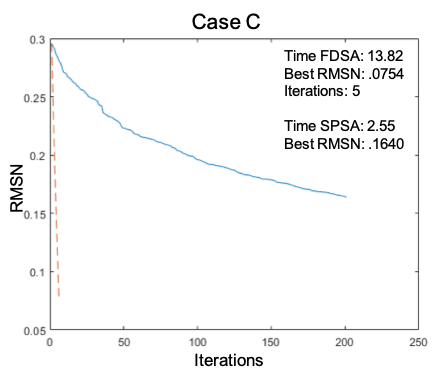 Case C
Time FDSA: 13.82
Best RMSN: .0754
Iterations: 5
Time SPSA: 2.55
Best RMSN: .1640
RMSN
0.3
0.25
0.2
0.15
0.1
0.05
0 50 100 150 200 250
Iterations